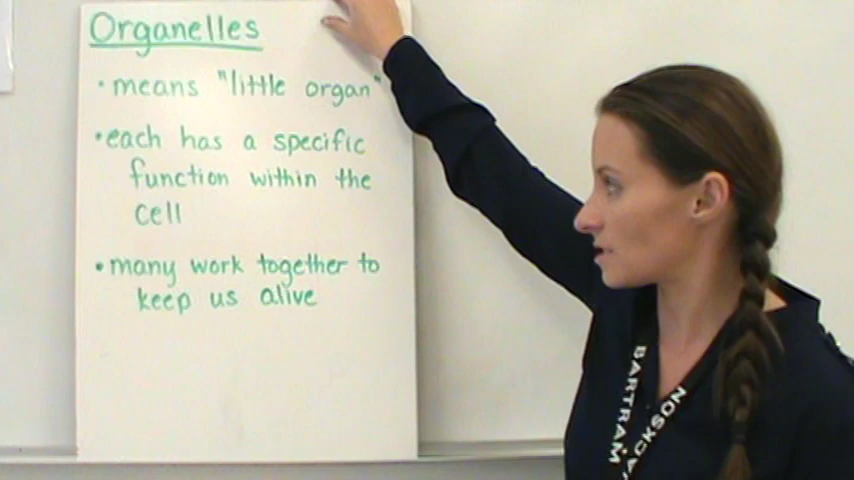 Organelles
• means "little organ"
• each has a specific
function within the
cell
• many work together to
keep us alive
BARTRAM
JACKSON